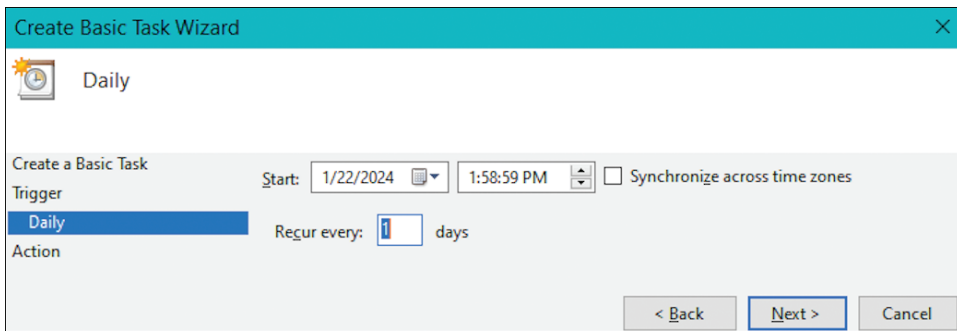 Create Basic Task Wizard
Daily
Create a Basic Task
Trigger
Daily
Action
Start: 1/22/2024 1:58:59 PM Synchronize across time zones
Recur every: 1 days
< Back Next > Cancel